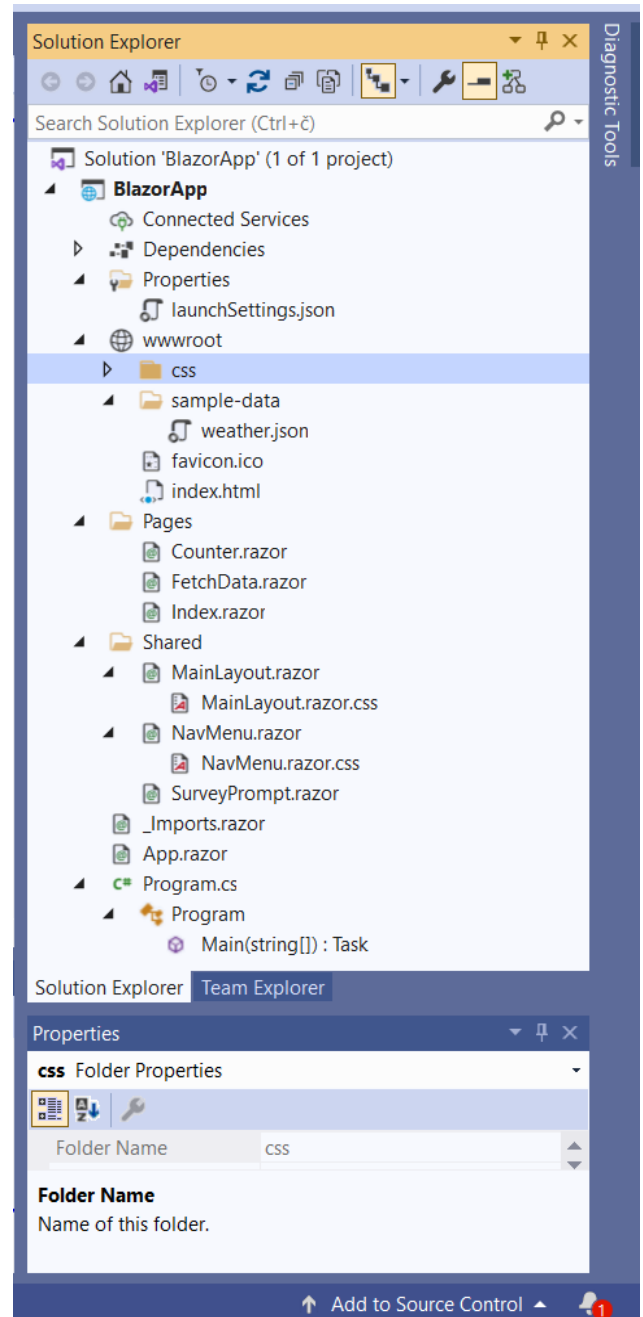 Solution Explorer
Search Solution Explorer (Ctrl+č)
Solution 'BlazorApp' (1 of 1 project)
BlazorApp
Connected Services
Dependencies
Properties
launchSettings.json
wwwroot
css
sample-data
weather.json
favicon.ico
index.html
Pages
Counter.razor
FetchData.razor
Index.razor
Shared
MainLayout.razor
MainLayout.razor.css
NavMenu.razor
NavMenu.razor.css
SurveyPrompt.razor
_Imports.razor
App.razor
C# Program.cs
Program
Main(string[]) : Task
Solution Explorer Team Explorer
Properties
css Folder Properties
Folder Name css
Folder Name
Name of this folder.
Add to Source Control 1
Diagnostic Tools